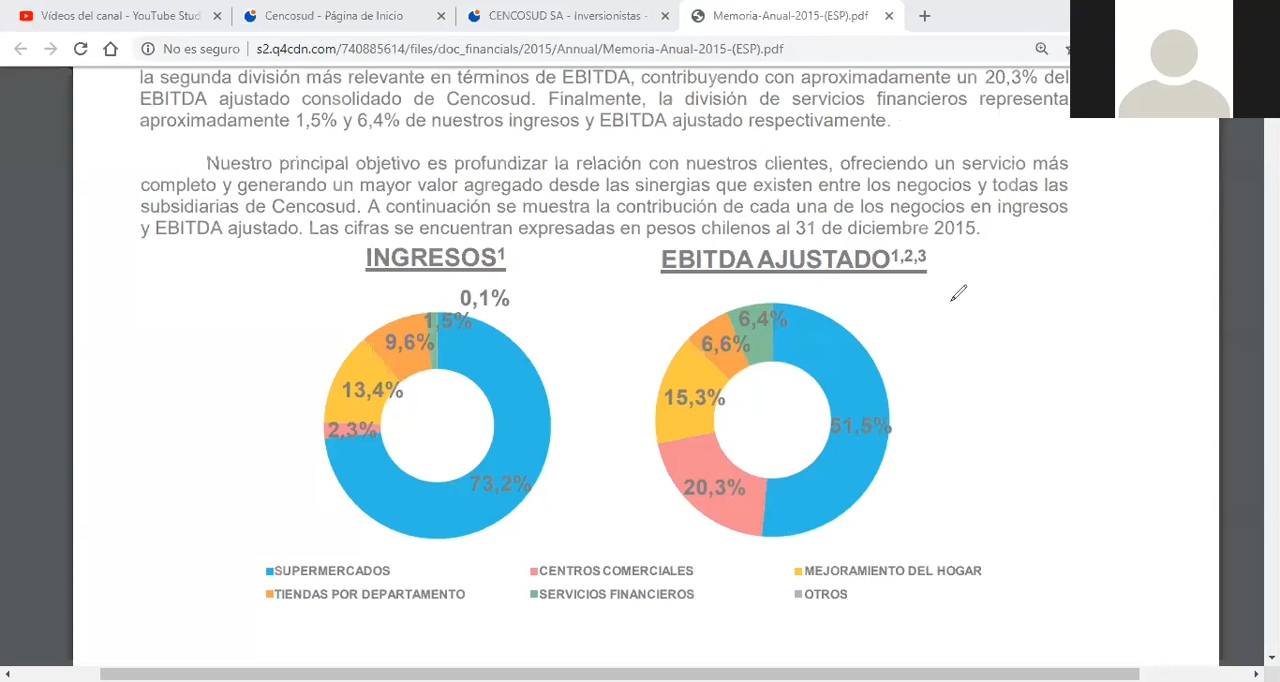 Vídeos del canal - YouTube Stud
Cencosud - Página de Inicio
CENCOSUD SA - Inversionistas -
Memoria-Anual-2015-(ESP).pdf
No es seguro
s2.q4cdn.com/740885614/files/doc_financials/2015/Annual/Memoria-Anual-2015-(ESP).pdf
la segunda división más relevante en términos de EBITDA, contribuyendo con aproximadamente un 20,3% del
EBITDA ajustado consolidado de Cencosud. Finalmente, la división de servicios financieros representa
aproximadamente 1,5% y 6,4% de nuestros ingresos y EBITDA ajustado respectivamente.
Nuestro principal objetivo es profundizar la relación con nuestros clientes, ofreciendo un servicio más
completo y generando un mayor valor agregado desde las sinergias que existen entre los negocios y todas las
subsidiarias de Cencosud. A continuación se muestra la contribución de cada una de los negocios en ingresos
y EBITDA ajustado. Las cifras se encuentran expresadas en pesos chilenos al 31 de diciembre 2015.
INGRESOS¹
0,1%
1,5%
9,6%
13,4%
2,3%
73,2%
EBITDA AJUSTADO¹,²,³
6,4%
6,6%
15,3%
51,5%
20,3%
SUPERMERCADOS
CENTROS COMERCIALES
MEJORAMIENTO DEL HOGAR
TIENDAS POR DEPARTAMENTO
SERVICIOS FINANCIEROS
OTROS